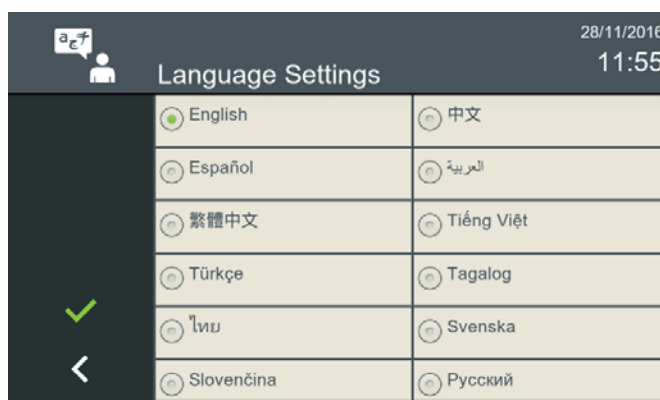 28/11/2016
Language Settings 11:55
English 中文
Español العربية
繁體中文 Tiếng Việt
Türkçe Tagalog
ไทย Svenska
Slovenčina Русский